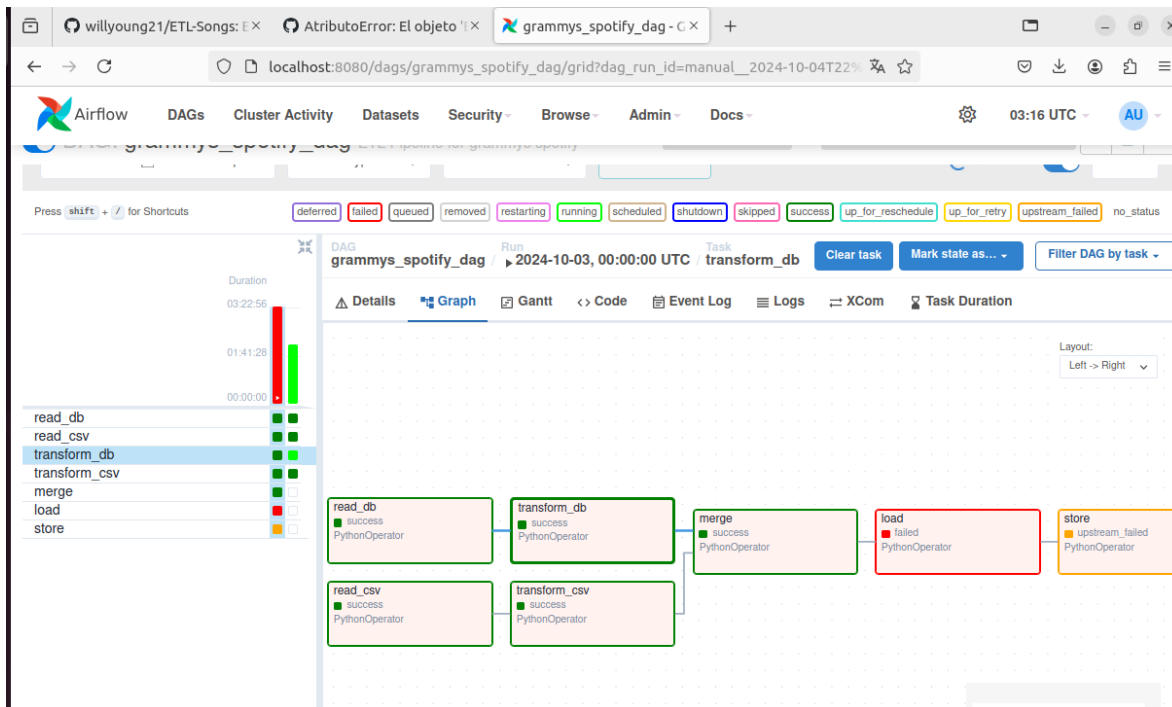 willyoung21/ETL-Songs: E
AtributoError: El objeto 'E
grammys_spotify_dag - G
localhost:8080/dags/grammys_spotify_dag/grid?dag_run_id=manual__2024-10-04T22%
Airflow DAGs Cluster Activity Datasets Security Browse Admin Docs 03:16 UTC AU
DAG: grammys_spotify_dag
Press shift + / for Shortcuts
deferred failed queued removed restarting running scheduled shutdown skipped success up_for_reschedule up_for_retry upstream_failed no_status
DAG
grammys_spotify_dag
/
Run
2024-10-03, 00:00:00 UTC
/
Task
transform_db
Clear task
Mark state as...
Filter DAG by task
Duration
03:22:56
01:41:28
00:00:00
read_db
read_csv
transform_db
transform_csv
merge
load
store
Details Graph Gantt Code Event Log Logs XCom Task Duration
Layout:
Left -> Right
read_db
success
PythonOperator
transform_db
success
PythonOperator
merge
success
PythonOperator
load
failed
PythonOperator
store
upstream_failed
PythonOperator
read_csv
success
PythonOperator
transform_csv
success
PythonOperator